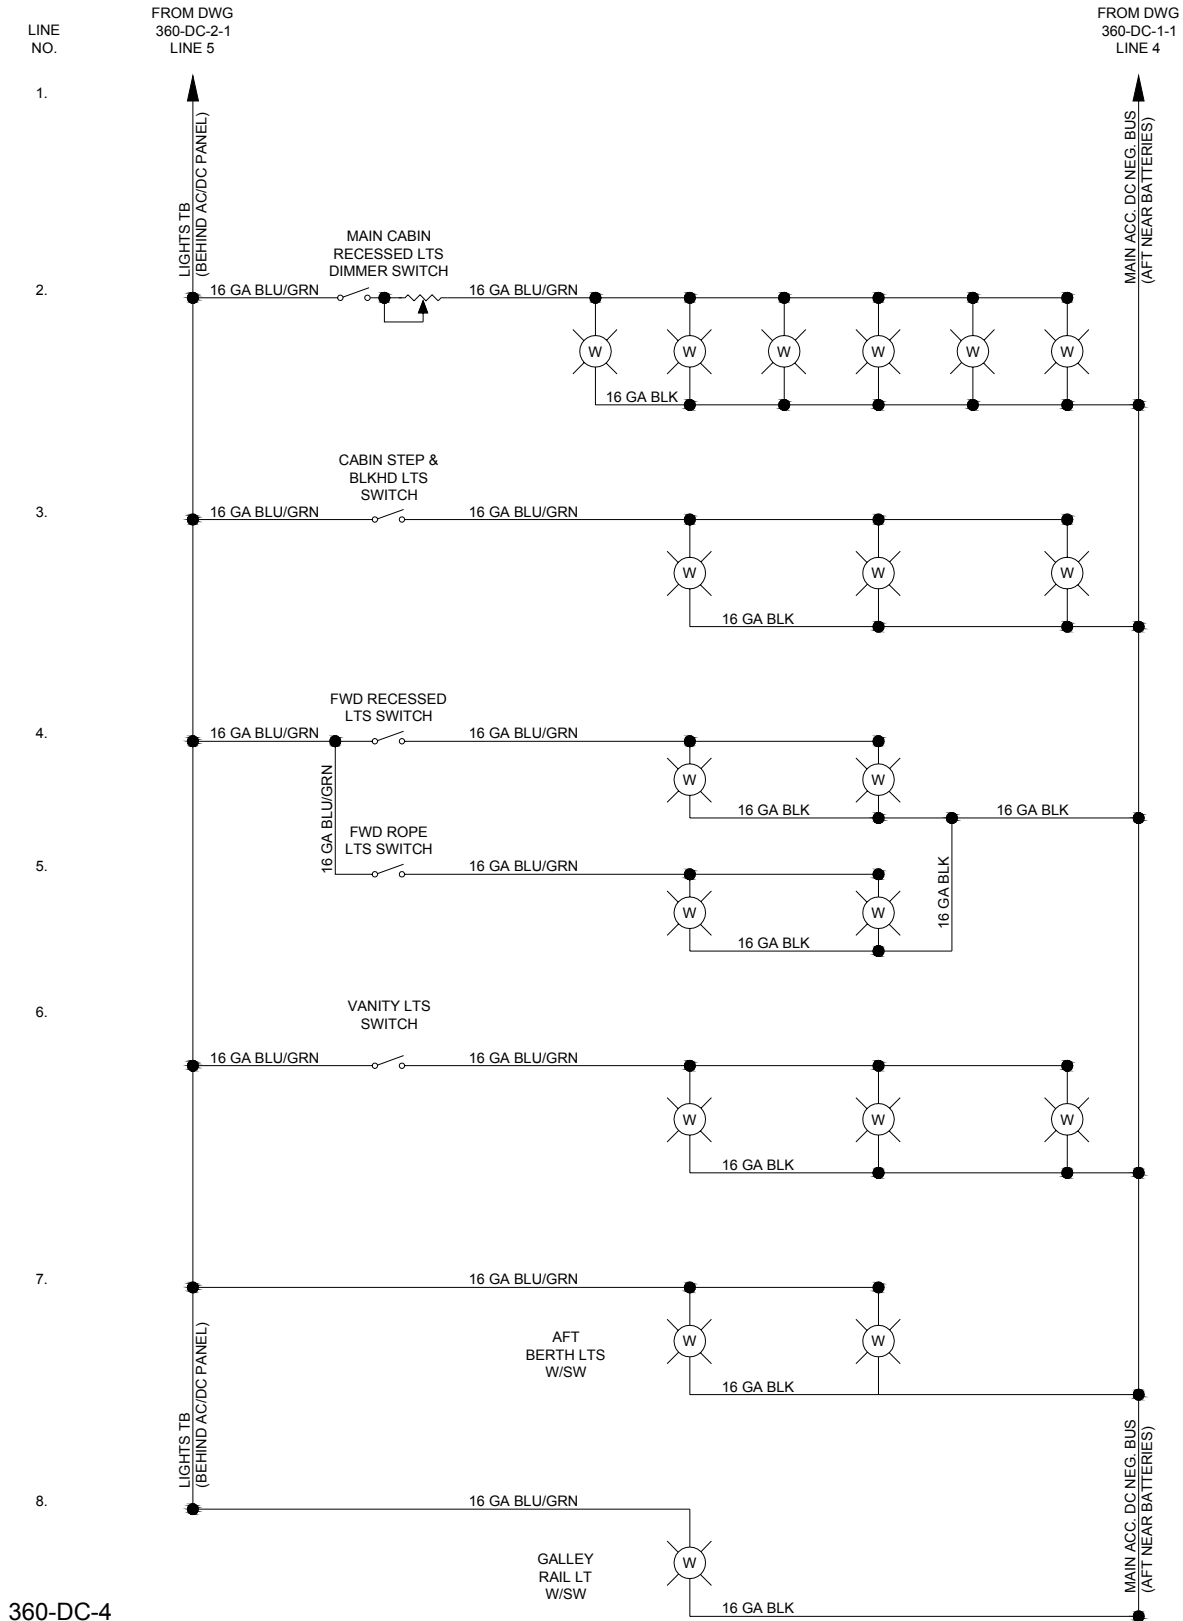 LINE
NO.
FROM DWG
360-DC-2-1
LINE 5
FROM DWG
360-DC-1-1
LINE 4
1.
LIGHTS TB
(BEHIND AC/DC PANEL)
MAIN ACC. DC NEG. BUS
(AFT NEAR BATTERIES)
MAIN CABIN
RECESSED LTS
DIMMER SWITCH
2.
16 GA BLU/GRN
16 GA BLU/GRN
W
W
W
W
W
W
16 GA BLK
CABIN STEP &
BLKHD LTS
SWITCH
3.
16 GA BLU/GRN
16 GA BLU/GRN
W
W
W
16 GA BLK
FWD RECESSED
LTS SWITCH
4.
16 GA BLU/GRN
16 GA BLU/GRN
W
W
16 GA BLK
16 GA BLK
16 GA BLU/GRN
FWD ROPE
LTS SWITCH
5.
16 GA BLU/GRN
W
W
16 GA BLK
16 GA BLK
6.
VANITY LTS
SWITCH
16 GA BLU/GRN
16 GA BLU/GRN
W
W
W
16 GA BLK
7.
16 GA BLU/GRN
AFT
BERTH LTS
W/SW
W
W
16 GA BLK
LIGHTS TB
(BEHIND AC/DC PANEL)
MAIN ACC. DC NEG. BUS
(AFT NEAR BATTERIES)
8.
16 GA BLU/GRN
GALLEY
RAIL LT
W/SW
W
16 GA BLK
360-DC-4